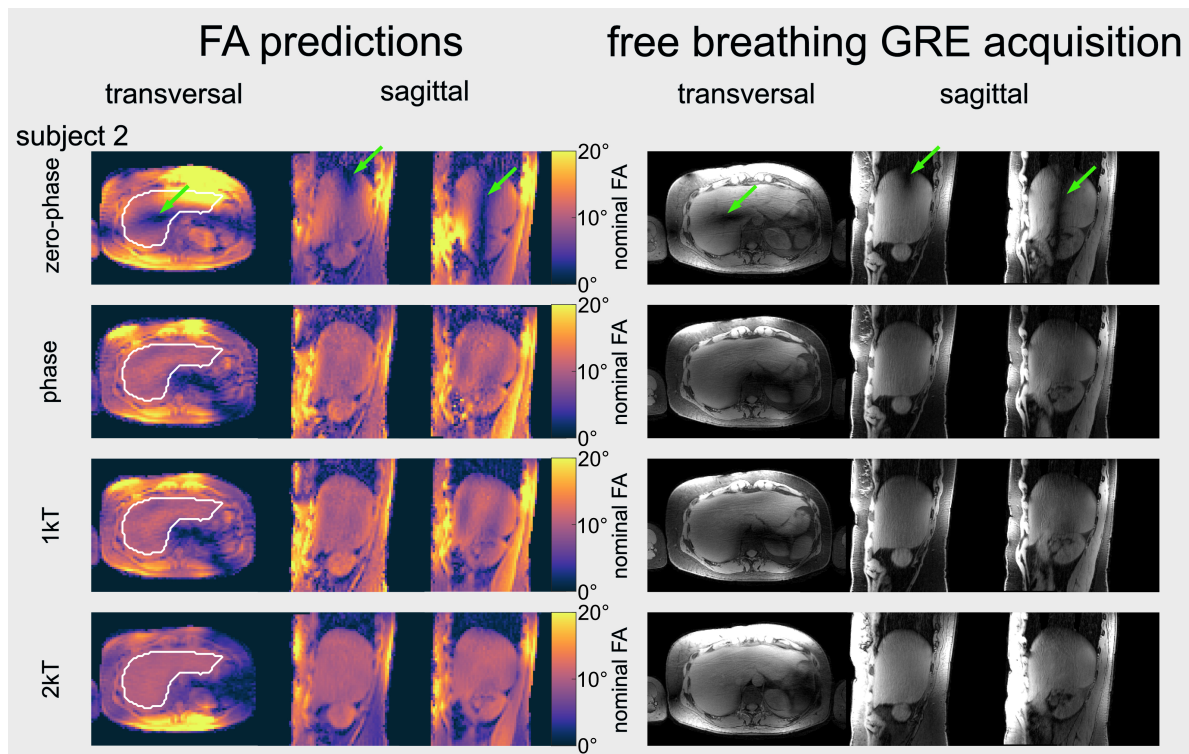 FA predictions
free breathing GRE acquisition
transversal
sagittal
transversal
sagittal
subject 2
zero-phase
20°
10°
0°
nominal FA
phase
20°
10°
0°
nominal FA
1kT
20°
10°
0°
nominal FA
2kT
20°
10°
0°
nominal FA